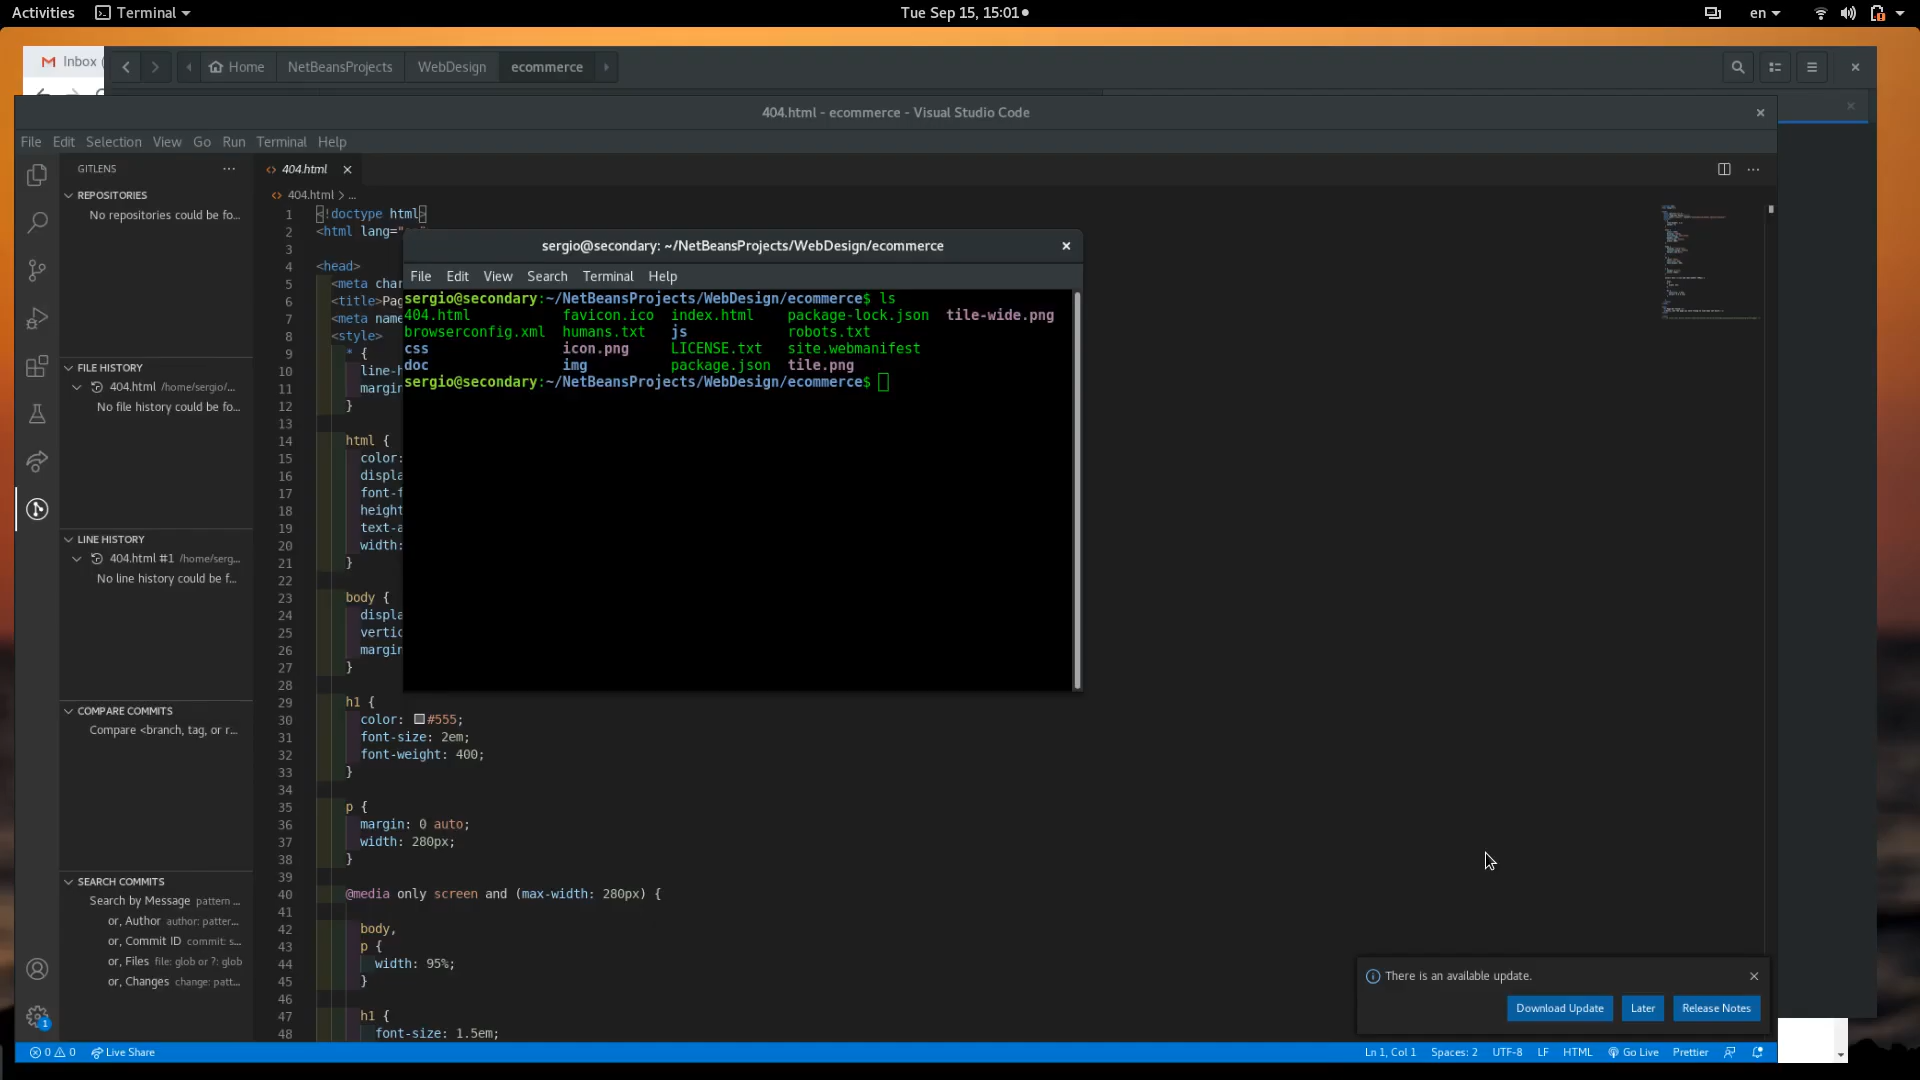 Activities Terminal Tue Sep 15, 15:01 en
Inbox (
Home NetBeansProjects WebDesign ecommerce
404.html - ecommerce - Visual Studio Code
File Edit Selection View Go Run Terminal Help
GITLENS
REPOSITORIES
No repositories could be fo...
FILE HISTORY
404.html /home/sergio/...
No file history could be fo...
LINE HISTORY
404.html #1 /home/serg...
No line history could be f...
COMPARE COMMITS
Compare <branch, tag, or r...
SEARCH COMMITS
Search by Message pattern ...
or, Author author: patter...
or, Commit ID commit: s...
or, Files file: glob or ?: glob
or, Changes change: patt...
1
404.html
404.html > ...
1 <!doctype html>
2 <html lang="
3
4 <head>
5 <meta char
6 <title>Pag
7 <meta name
8 <style>
9 * {
10 line-h
11 margin
12 }
13
14 html {
15 color:
16 displa
17 font-f
18 height
19 text-a
20 width:
21 }
22
23 body {
24 displa
25 vertic
26 margin
27 }
28
29 h1 {
30 color: #555;
31 font-size: 2em;
32 font-weight: 400;
33 }
34
35 p {
36 margin: 0 auto;
37 width: 280px;
38 }
39
40 @media only screen and (max-width: 280px) {
41
42 body,
43 p {
44 width: 95%;
45 }
46
47 h1 {
48 font-size: 1.5em;
sergio@secondary: ~/NetBeansProjects/WebDesign/ecommerce
File Edit View Search Terminal Help
sergio@secondary:~/NetBeansProjects/WebDesign/ecommerce$ ls
404.html favicon.ico index.html package-lock.json tile-wide.png
browserconfig.xml humans.txt js robots.txt
css icon.png LICENSE.txt site.webmanifest
doc img package.json tile.png
sergio@secondary:~/NetBeansProjects/WebDesign/ecommerce$
There is an available update.
Download Update Later Release Notes
0 0 Live Share Ln 1, Col 1 Spaces: 2 UTF-8 LF HTML Go Live Prettier